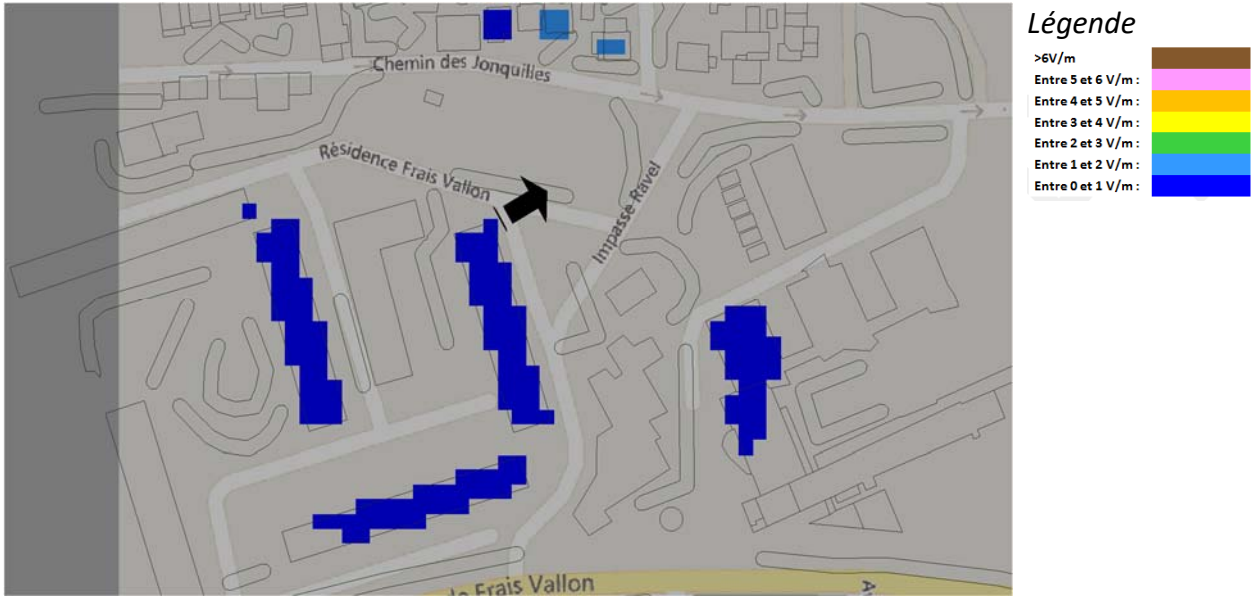 Légende
>6V/m
Entre 5 et 6 V/m :
Entre 4 et 5 V/m :
Entre 3 et 4 V/m :
Entre 2 et 3 V/m :
Entre 1 et 2 V/m :
Entre 0 et 1 V/m :
Chemin des Jonquilles
Résidence Frais Vallon
Impasse Ravel
Frais Vallon